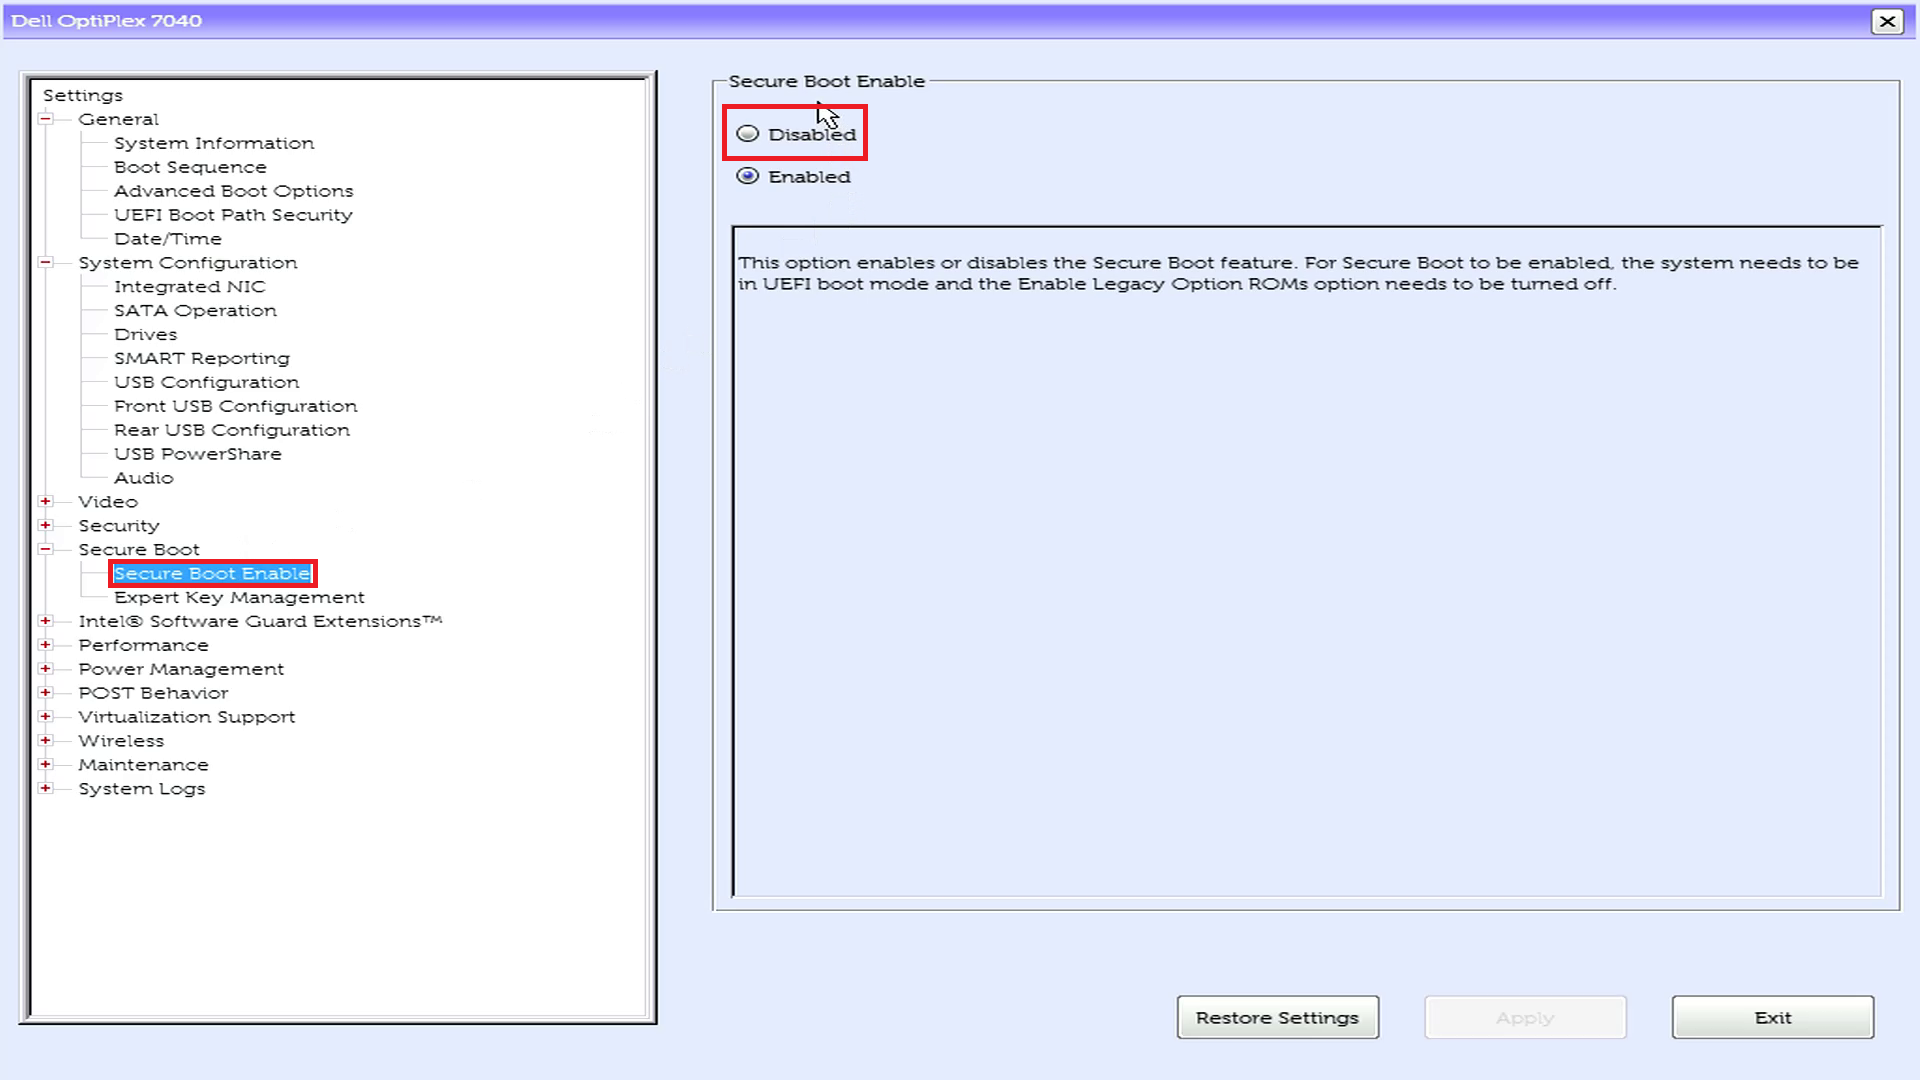 Dell OptiPlex 7040
Settings
General
System Information
Boot Sequence
Advanced Boot Options
UEFI Boot Path Security
Date/Time
System Configuration
Integrated NIC
SATA Operation
Drives
SMART Reporting
USB Configuration
Front USB Configuration
Rear USB Configuration
USB PowerShare
Audio
Video
Security
Secure Boot
Secure Boot Enable
Expert Key Management
Intel® Software Guard Extensions™
Performance
Power Management
POST Behavior
Virtualization Support
Wireless
Maintenance
System Logs
Secure Boot Enable
Disabled
Enabled
This option enables or disables the Secure Boot feature. For Secure Boot to be enabled, the system needs to be
in UEFI boot mode and the Enable Legacy Option ROMs option needs to be turned off.
Restore Settings
Apply
Exit